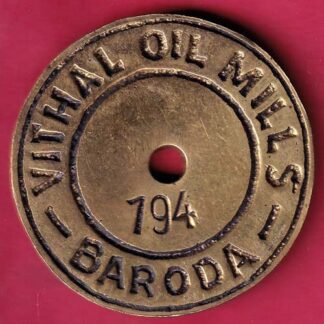 VITHAL OIL MILLS
194
— BARODA —